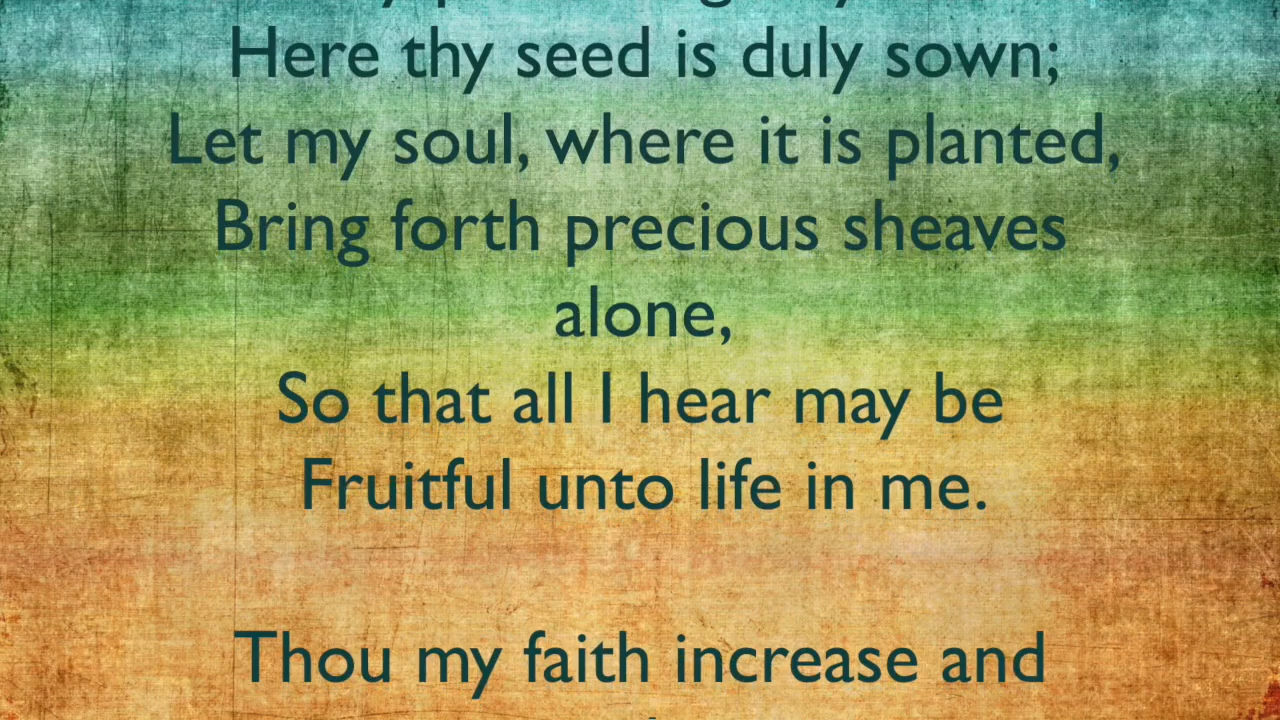 Here thy seed is duly sown;
Let my soul, where it is planted,
Bring forth precious sheaves
alone,
So that all I hear may be
Fruitful unto life in me.
Thou my faith increase and